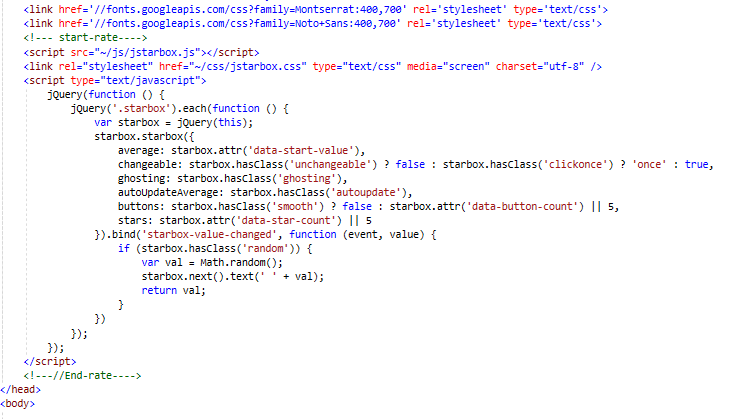 <link href='//fonts.googleapis.com/css?family=Montserrat:400,700' rel='stylesheet' type='text/css'>
<link href='//fonts.googleapis.com/css?family=Noto+Sans:400,700' rel='stylesheet' type='text/css'>
<!--- start-rate---->
<script src="~/js/jstarbox.js"></script>
<link rel="stylesheet" href="~/css/jstarbox.css" type="text/css" media="screen" charset="utf-8" />
<script type="text/javascript">
jQuery(function () {
jQuery('.starbox').each(function () {
var starbox = jQuery(this);
starbox.starbox({
average: starbox.attr('data-start-value'),
changeable: starbox.hasClass('unchangeable') ? false : starbox.hasClass('clickonce') ? 'once' : true,
ghosting: starbox.hasClass('ghosting'),
autoUpdateAverage: starbox.hasClass('autoupdate'),
buttons: starbox.hasClass('smooth') ? false : starbox.attr('data-button-count') || 5,
stars: starbox.attr('data-star-count') || 5
}).bind('starbox-value-changed', function (event, value) {
if (starbox.hasClass('random')) {
var val = Math.random();
starbox.next().text(' ' + val);
return val;
}
})
});
});
</script>
<!---//End-rate---->
</head>
<body>